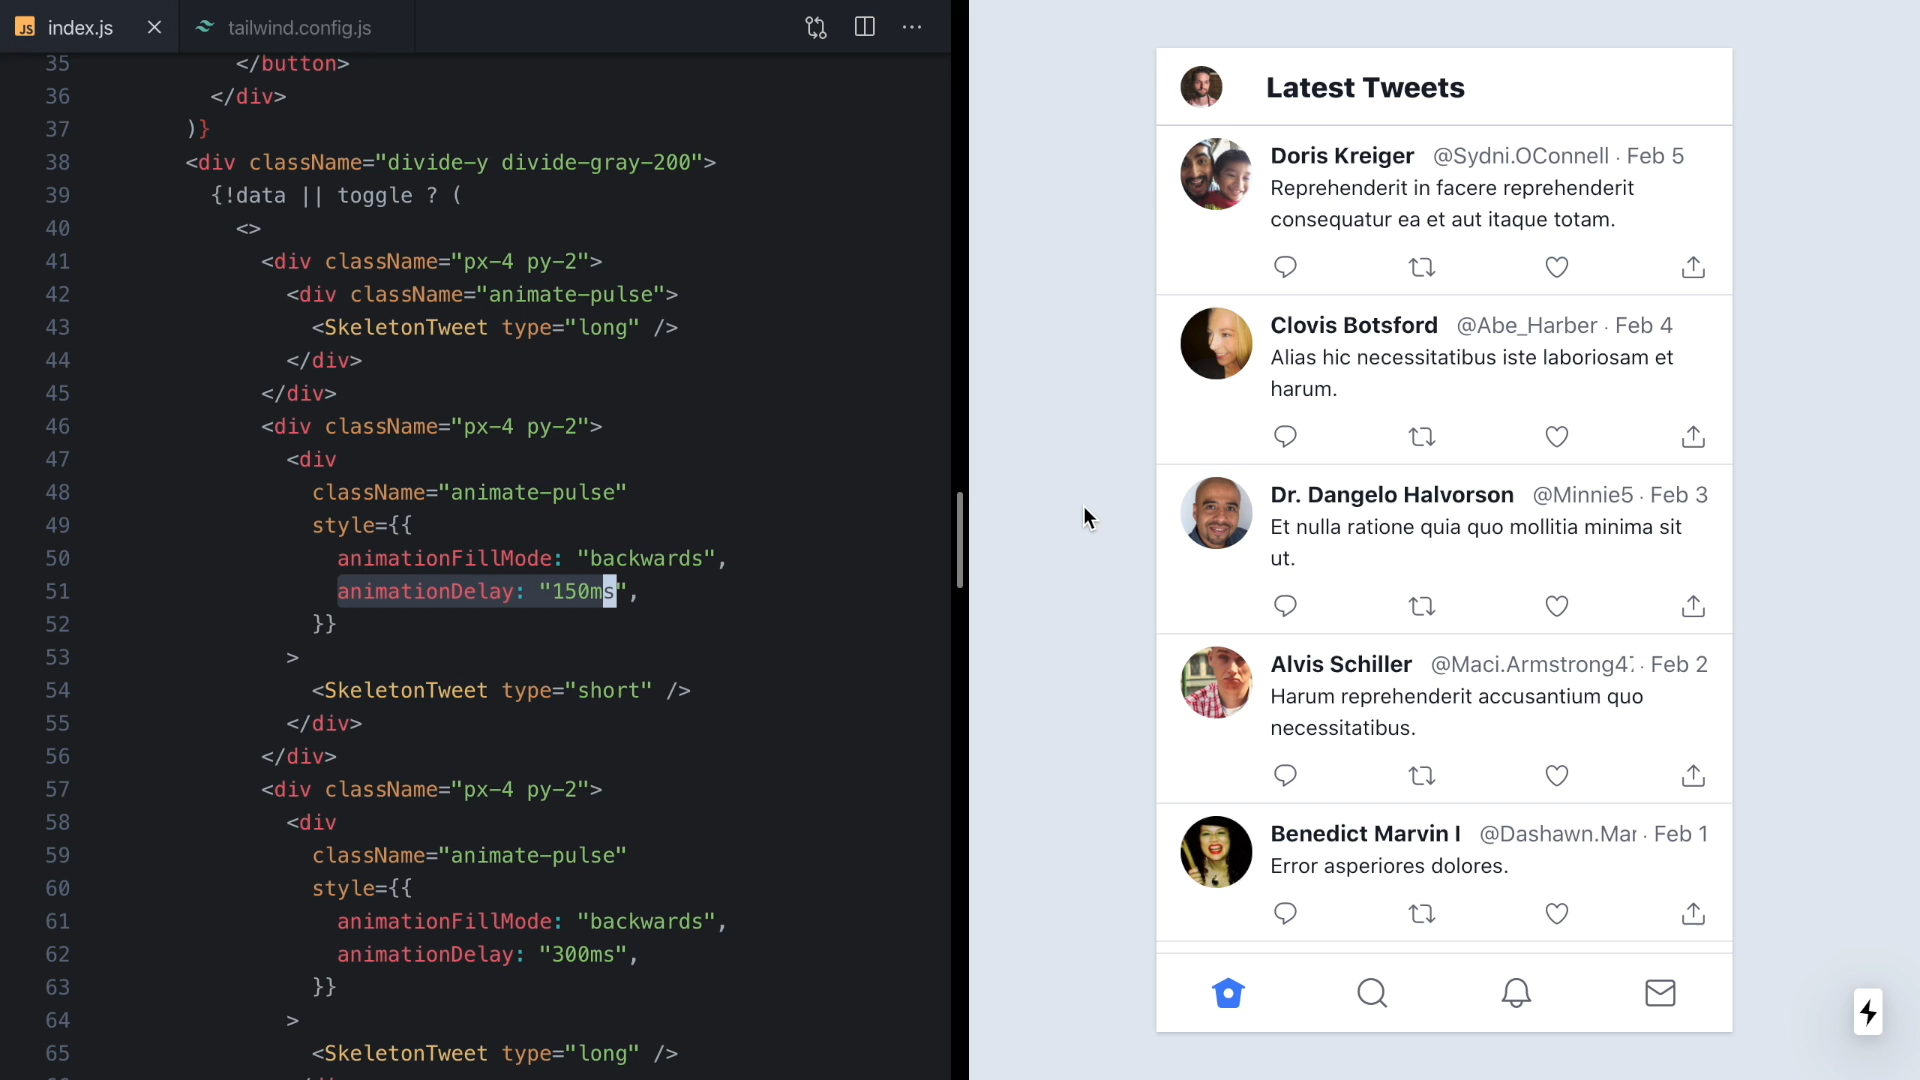 index.js
tailwind.config.js
35 </button>
36 </div>
37 )}
38 <div className="divide-y divide-gray-200">
39 {!data || toggle ? (
40 <>
41 <div className="px-4 py-2">
42 <div className="animate-pulse">
43 <SkeletonTweet type="long" />
44 </div>
45 </div>
46 <div className="px-4 py-2">
47 <div
48 className="animate-pulse"
49 style={{
50 animationFillMode: "backwards",
51 animationDelay: "150ms",
52 }}
53 >
54 <SkeletonTweet type="short" />
55 </div>
56 </div>
57 <div className="px-4 py-2">
58 <div
59 className="animate-pulse"
60 style={{
61 animationFillMode: "backwards",
62 animationDelay: "300ms",
63 }}
64 >
65 <SkeletonTweet type="long" />
Latest Tweets
Doris Kreiger @Sydni.OConnell · Feb 5
Reprehenderit in facere reprehenderit
consequatur ea et aut itaque totam.
Clovis Botsford @Abe_Harber · Feb 4
Alias hic necessitatibus iste laboriosam et
harum.
Dr. Dangelo Halvorson @Minnie5 · Feb 3
Et nulla ratione quia quo mollitia minima sit
ut.
Alvis Schiller @Maci.Armstrong4 · Feb 2
Harum reprehenderit accusantium quo
necessitatibus.
Benedict Marvin I @Dashawn.Mar · Feb 1
Error asperiores dolores.